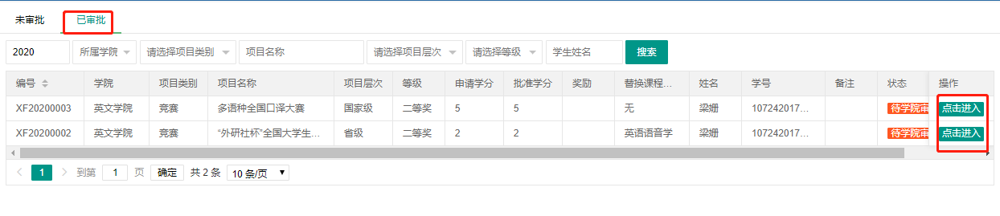 未审批 已审批
2020 所属学院 请选择项目类别 项目名称 请选择项目层次 请选择等级 学生姓名 搜索
编号 学院 项目类别 项目名称 项目层次 等级 申请学分 批准学分 奖励 替换课程... 姓名 学号 备注 状态 操作
XF20200003 英文学院 竞赛 多语种全国口译大赛 国家级 二等奖 5 5 无 梁姗 107242017... 待学院审 点击进入
XF20200002 英文学院 竞赛 “外研社杯”全国大学生... 省级 二等奖 2 2 英语语音学 梁姗 107242017... 待学院审 点击进入
1 到第 1 页 确定 共 2 条 10 条/页